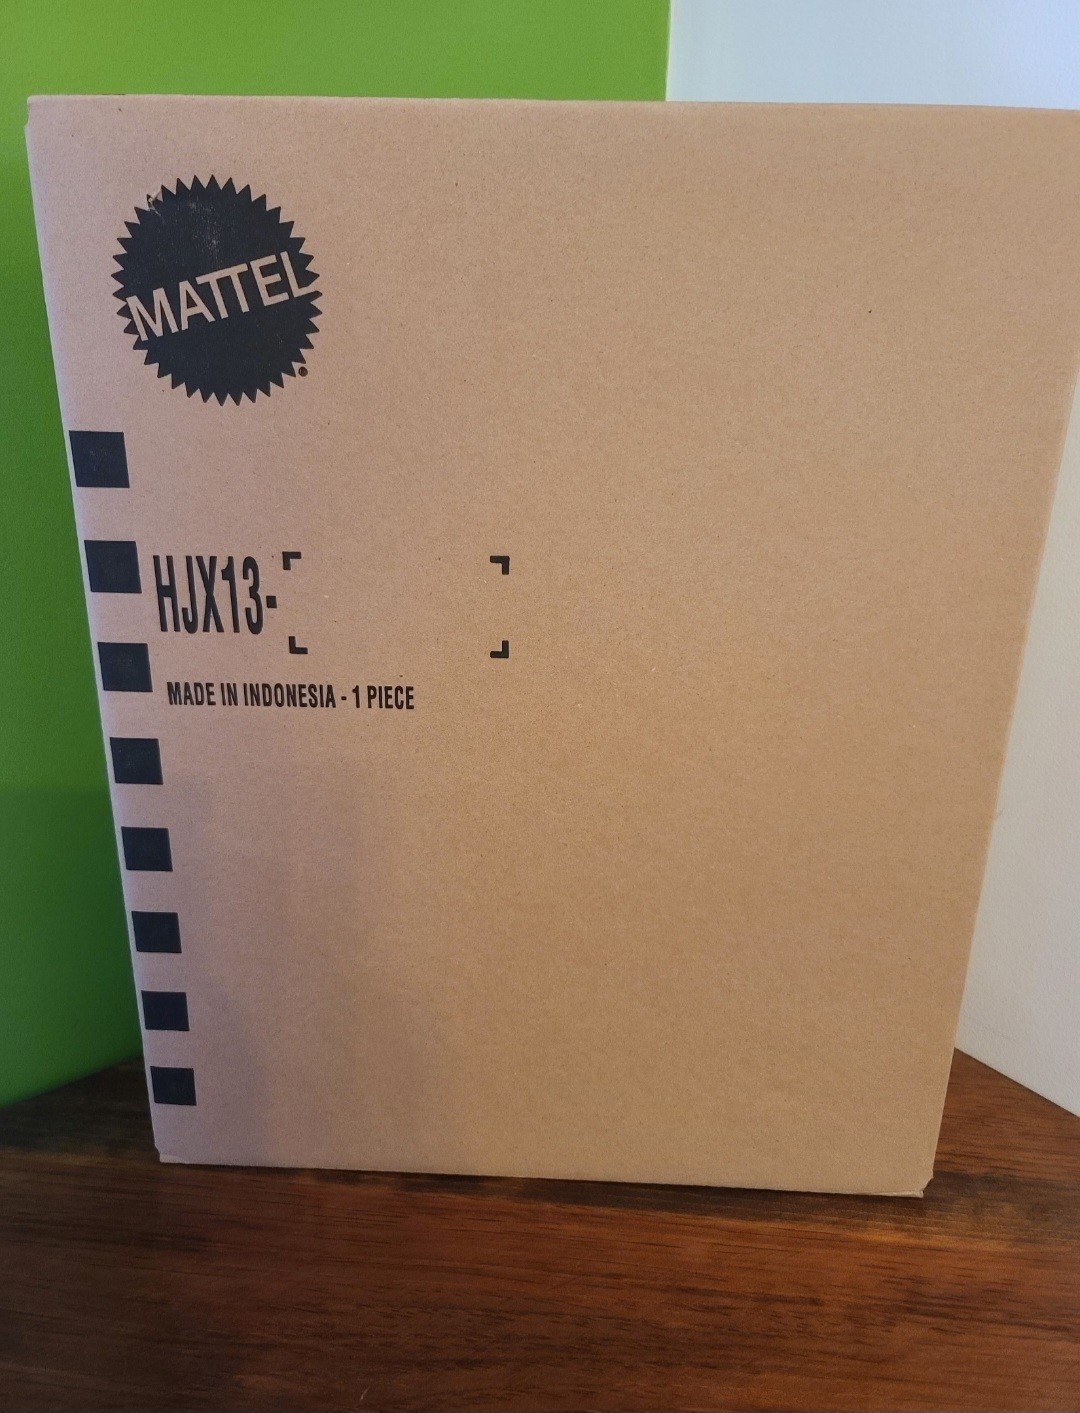 MATTEL
HJX13-
MADE IN INDONESIA - 1 PIECE